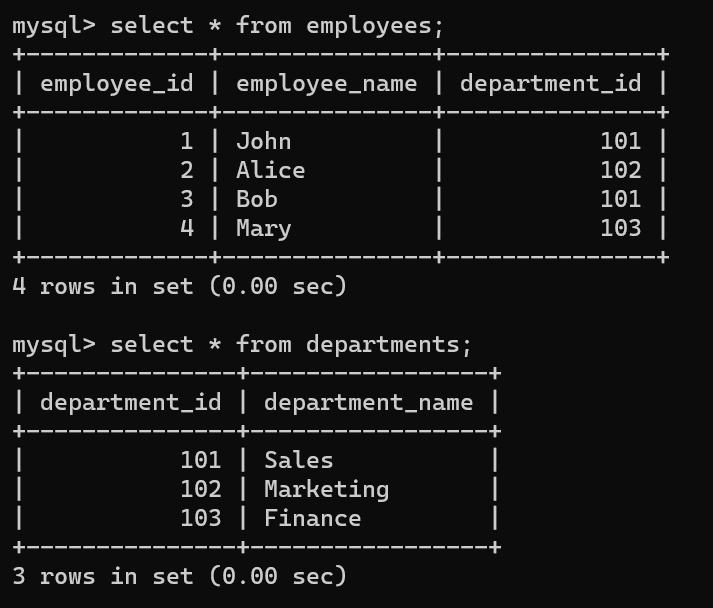 mysql> select * from employees;
+-------------+---------------+---------------+
| employee_id | employee_name | department_id |
+-------------+---------------+---------------+
|           1 | John          |           101 |
|           2 | Alice         |           102 |
|           3 | Bob           |           101 |
|           4 | Mary          |           103 |
+-------------+---------------+---------------+
4 rows in set (0.00 sec)

mysql> select * from departments;
+---------------+-----------------+
| department_id | department_name |
+---------------+-----------------+
|           101 | Sales           |
|           102 | Marketing       |
|           103 | Finance         |
+---------------+-----------------+
3 rows in set (0.00 sec)